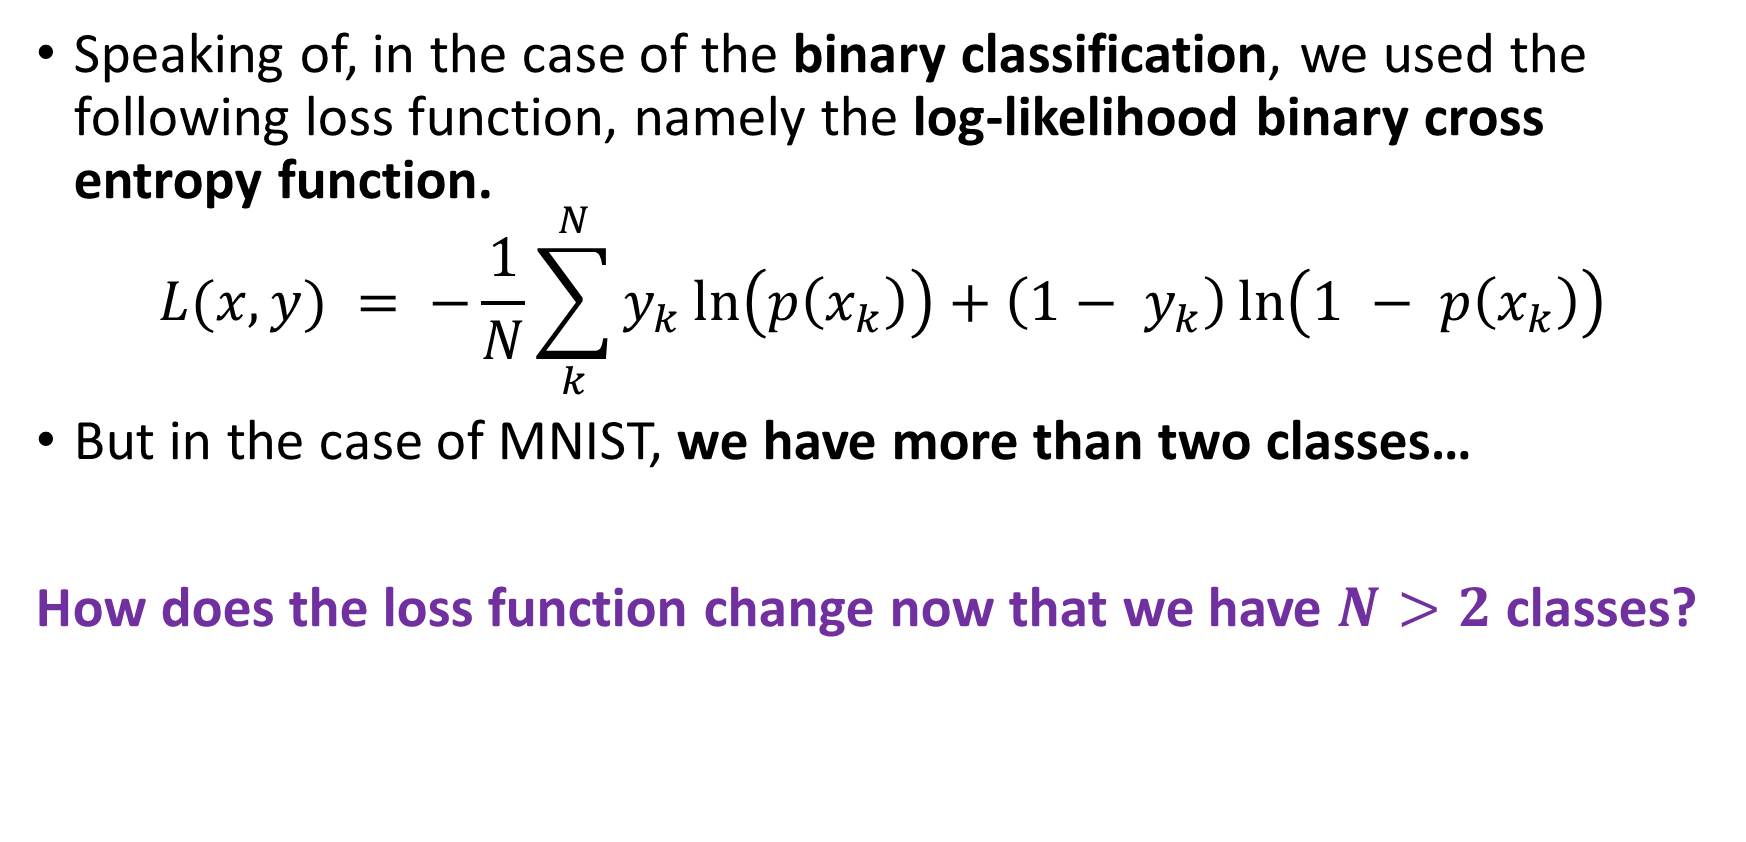 • Speaking of, in the case of the binary classification, we used the
following loss function, namely the log-likelihood binary cross
entropy function.
L(x, y) = −\frac{1}{N} \sum_{k}^{N} y_k ln(p(x_k)) + (1 − y_k) ln(1 − p(x_k))
• But in the case of MNIST, we have more than two classes…
How does the loss function change now that we have N > 2 classes?